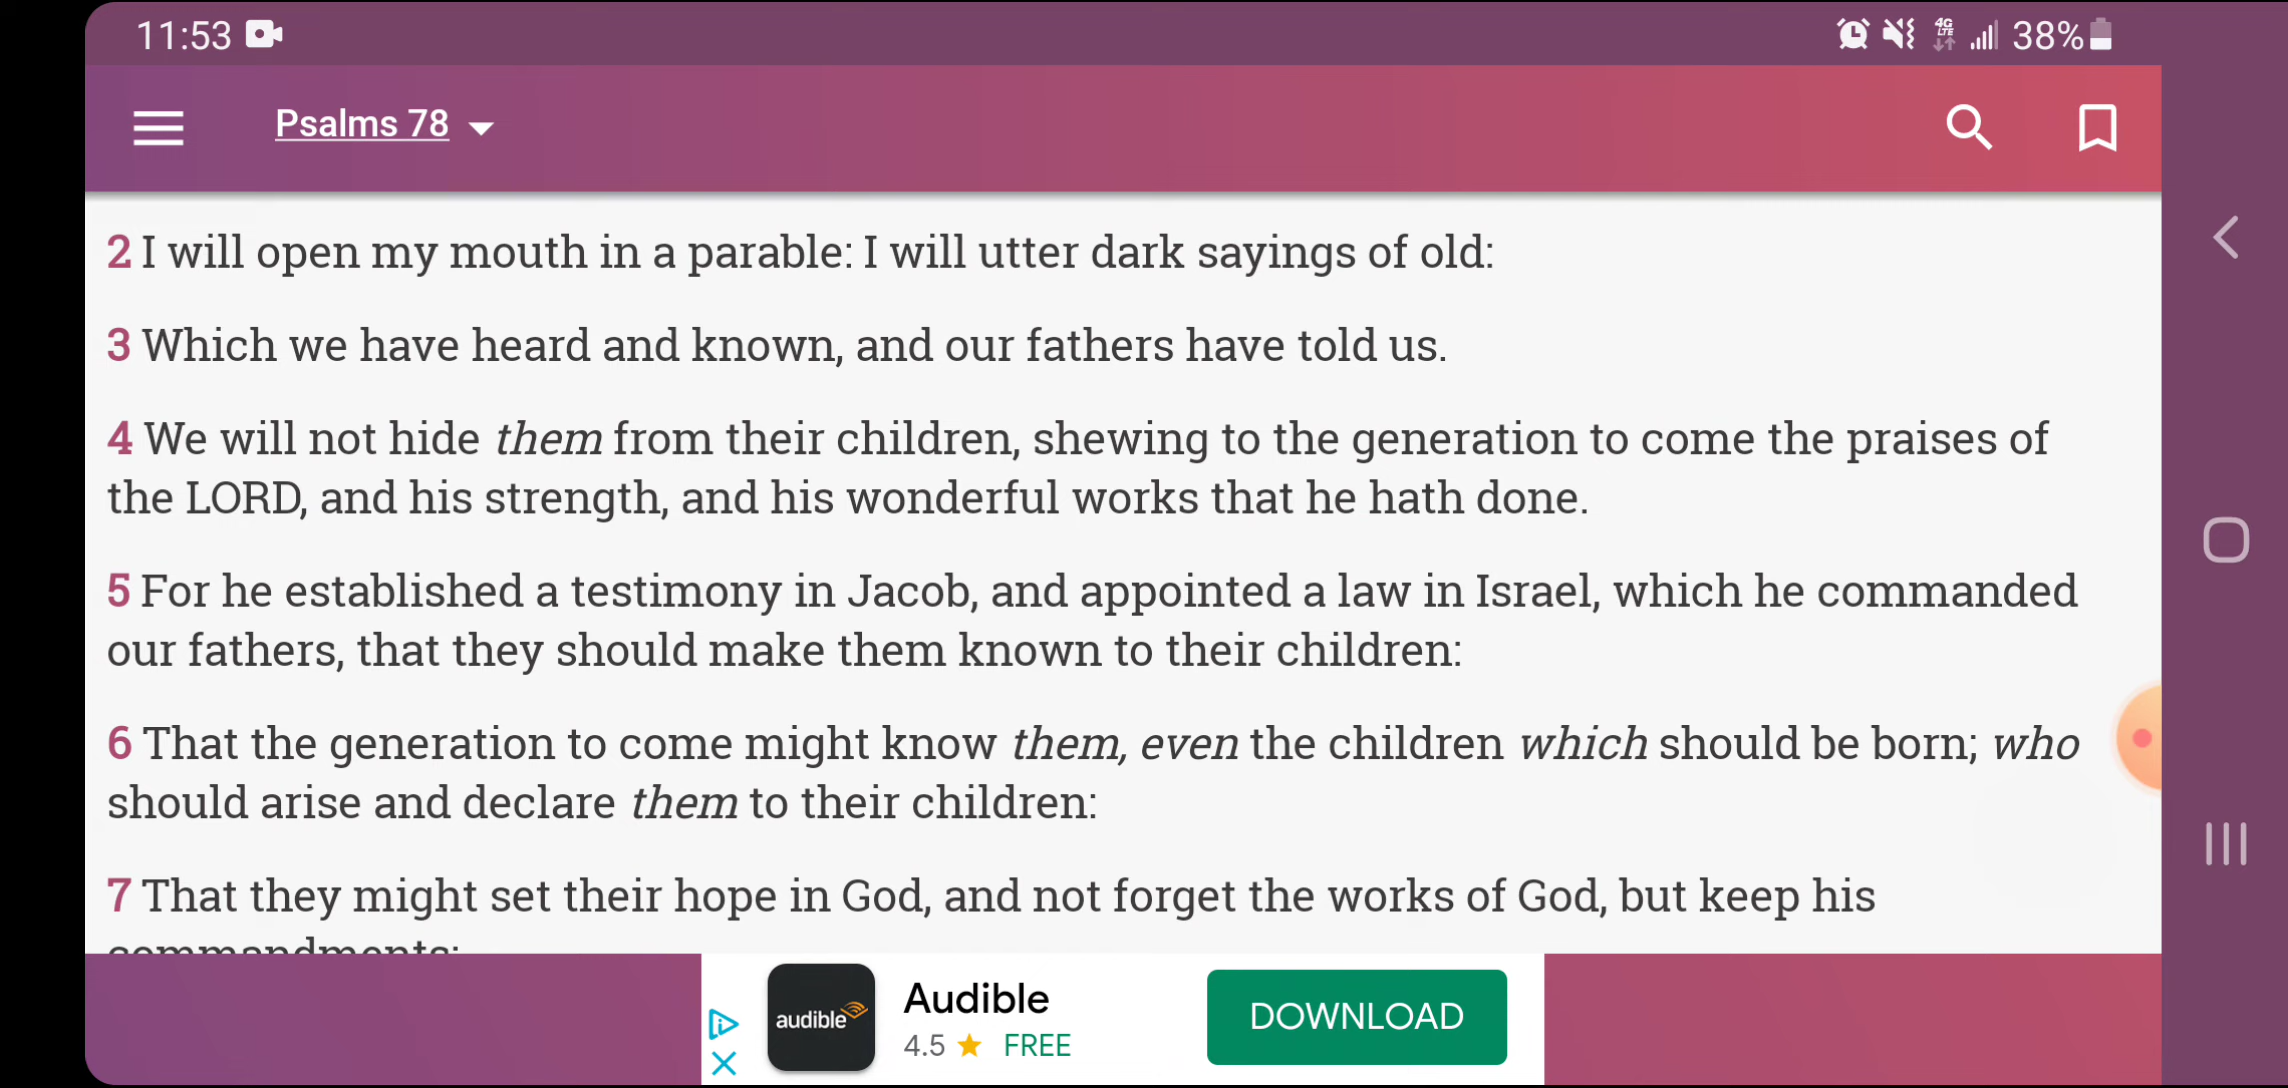 11:53
4G LTE 38%
Psalms 78
2 I will open my mouth in a parable: I will utter dark sayings of old:
3 Which we have heard and known, and our fathers have told us.
4 We will not hide them from their children, shewing to the generation to come the praises of
the LORD, and his strength, and his wonderful works that he hath done.
5 For he established a testimony in Jacob, and appointed a law in Israel, which he commanded
our fathers, that they should make them known to their children:
6 That the generation to come might know them, even the children which should be born; who
should arise and declare them to their children:
7 That they might set their hope in God, and not forget the works of God, but keep his
commandments:
audible
Audible
4.5 FREE
DOWNLOAD